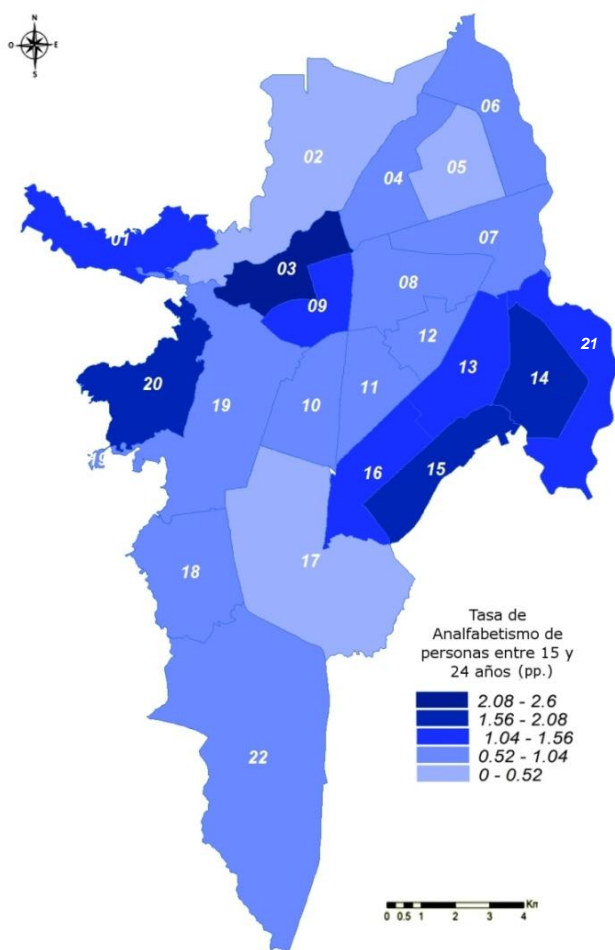 N
O E
S
06
02
04
05
01
07
03
08
09
12
21
13
20
14
19
10
11
19
16
15
17
18
22
Tasa de
Analfabetismo de
personas entre 15 y
24 años (pp.)
2.08 - 2.6
1.56 - 2.08
1.04 - 1.56
0.52 - 1.04
0 - 0.52
Km
0 0.5 1 2 3 4